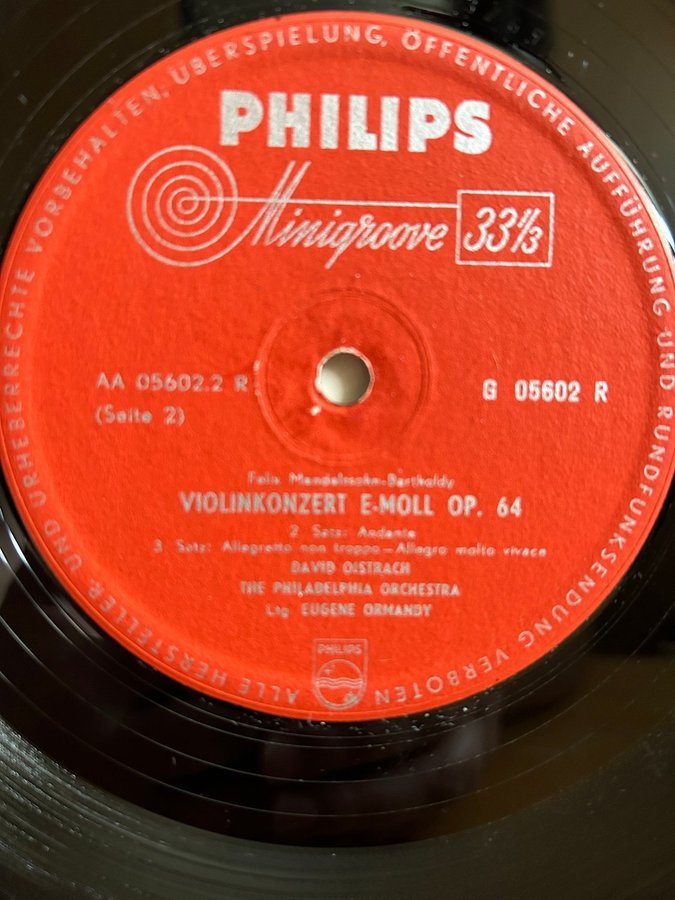 ALLE HERSTELLER- UND URHEBERRECHTE VORBEHALTEN. ÜBERSPIELUNG, ÖFFENTLICHE AUFFÜHRUNG UND RUNDFUNKSENDUNG VERBOTEN
PHILIPS
Minigroove 33⅓
AA 05602.2 R
(Seite 2)
G 05602 R
Felix Mendelssohn-Bartholdy
VIOLINKONZERT E-MOLL OP. 64
2. Satz: Andante
3. Satz: Allegretto non troppo — Allegro molto vivace
DAVID OISTRACH
THE PHILADELPHIA ORCHESTRA
Ltg. EUGENE ORMANDY
PHILIPS